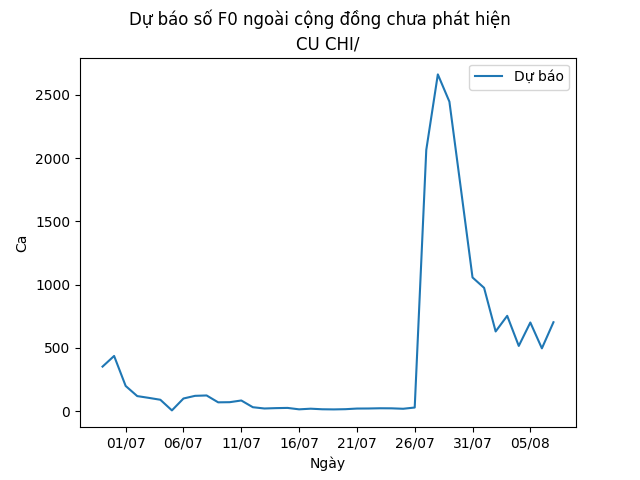 Dự báo số F0 ngoài cộng đồng chưa phát hiện
CU CHI/
Dự báo
2500
2000
1500
1000
500
0
Ca
01/07 06/07 11/07 16/07 21/07 26/07 31/07 05/08
Ngày